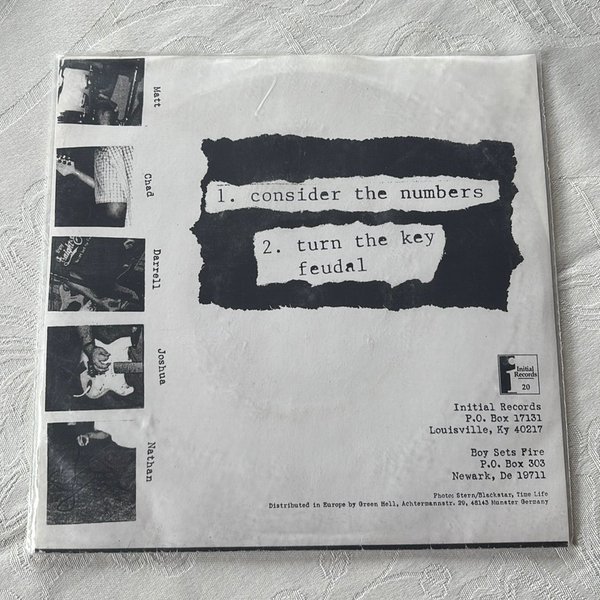 Matt
Chad
Darrell
Joshua
Nathan
1. consider the numbers
2. turn the key
feudal
Initial
Records
20
Initial Records
P.O. Box 17131
Louisville, Ky 40217
Boy Sets Fire
P.O. Box 303
Newark, De 19711
Photo: Stern/Blackstar, Time Life
Distributed in Europe by Green Hell, Achtermannstr. 29, 48143 Munster Germany